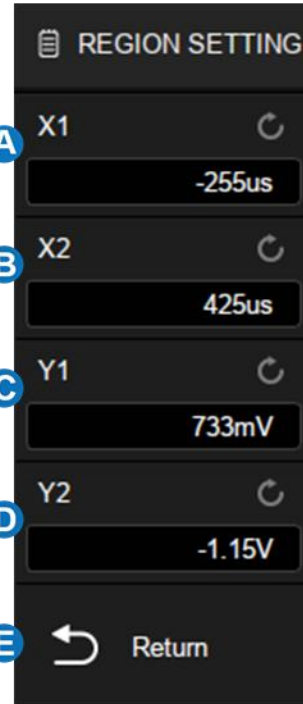 REGION SETTING
A
X1
-255us
B
X2
425us
C
Y1
733mV
D
Y2
-1.15V
E
Return